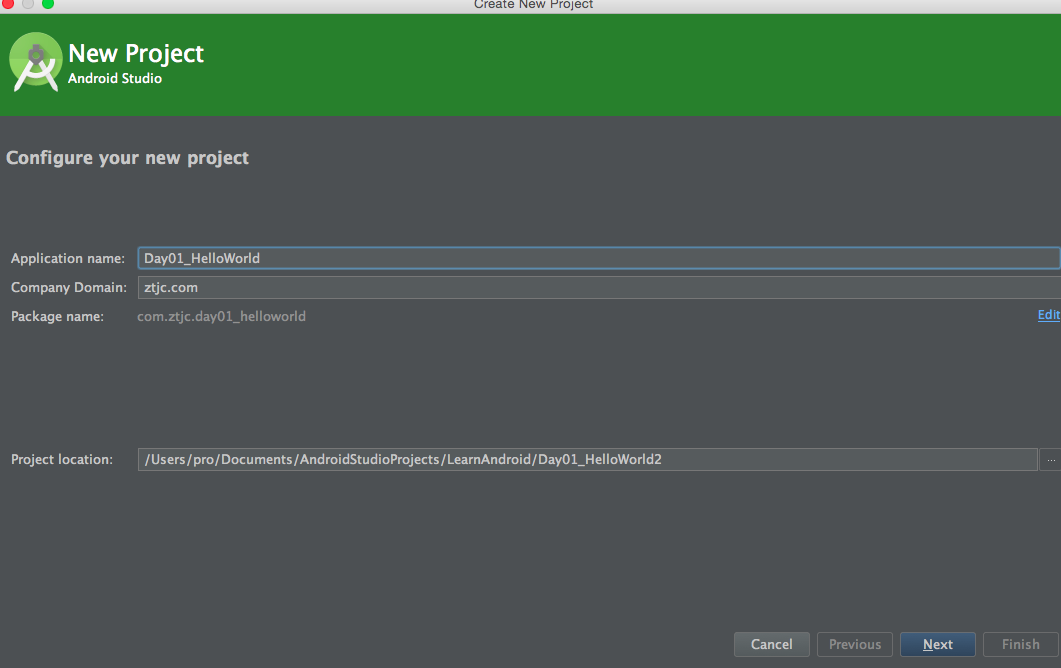 Create New Project
New Project
Android Studio
Configure your new project
Application name: Day01_HelloWorld
Company Domain: ztjc.com
Package name: com.ztjc.day01_helloworld Edit
Project location: /Users/pro/Documents/AndroidStudioProjects/LearnAndroid/Day01_HelloWorld2 ...
Cancel Previous Next Finish